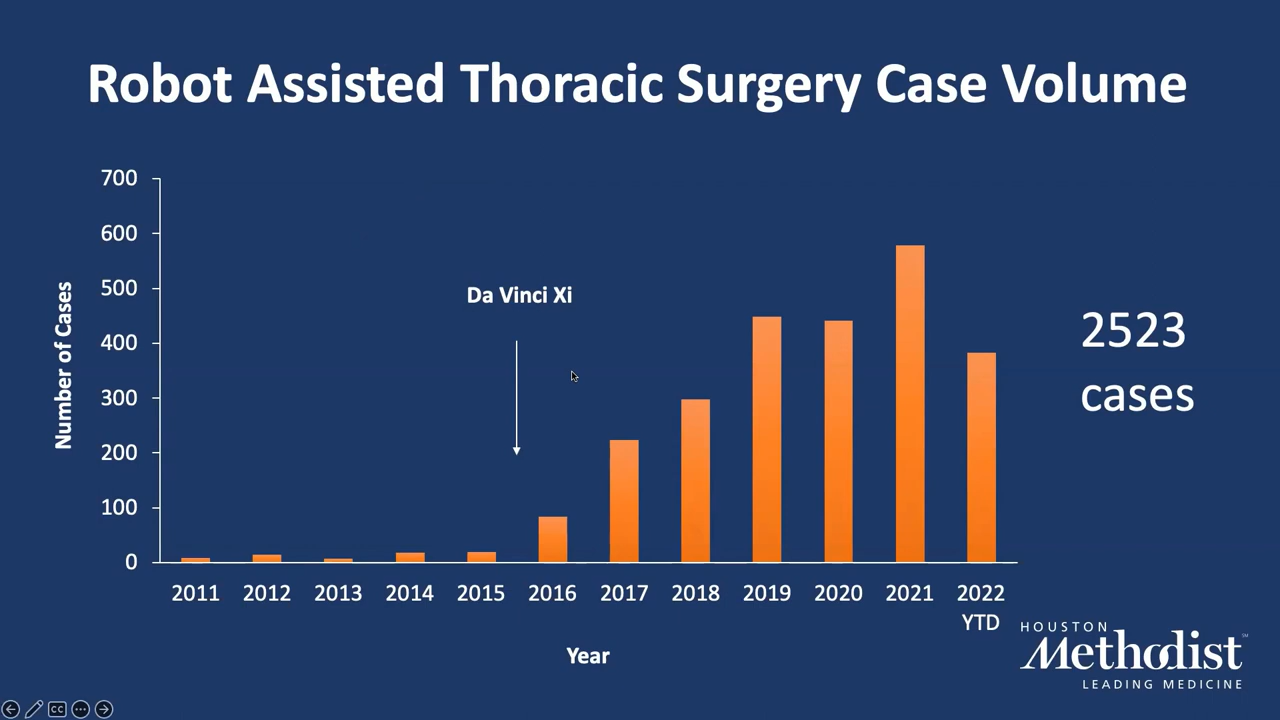 Robot Assisted Thoracic Surgery Case Volume
700
600
500
400
300
200
100
0
Number of Cases
Da Vinci Xi
2011 2012 2013 2014 2015 2016 2017 2018 2019 2020 2021 2022
YTD
Year
2523
cases
HOUSTON
Methodist
SM
LEADING MEDICINE
CC